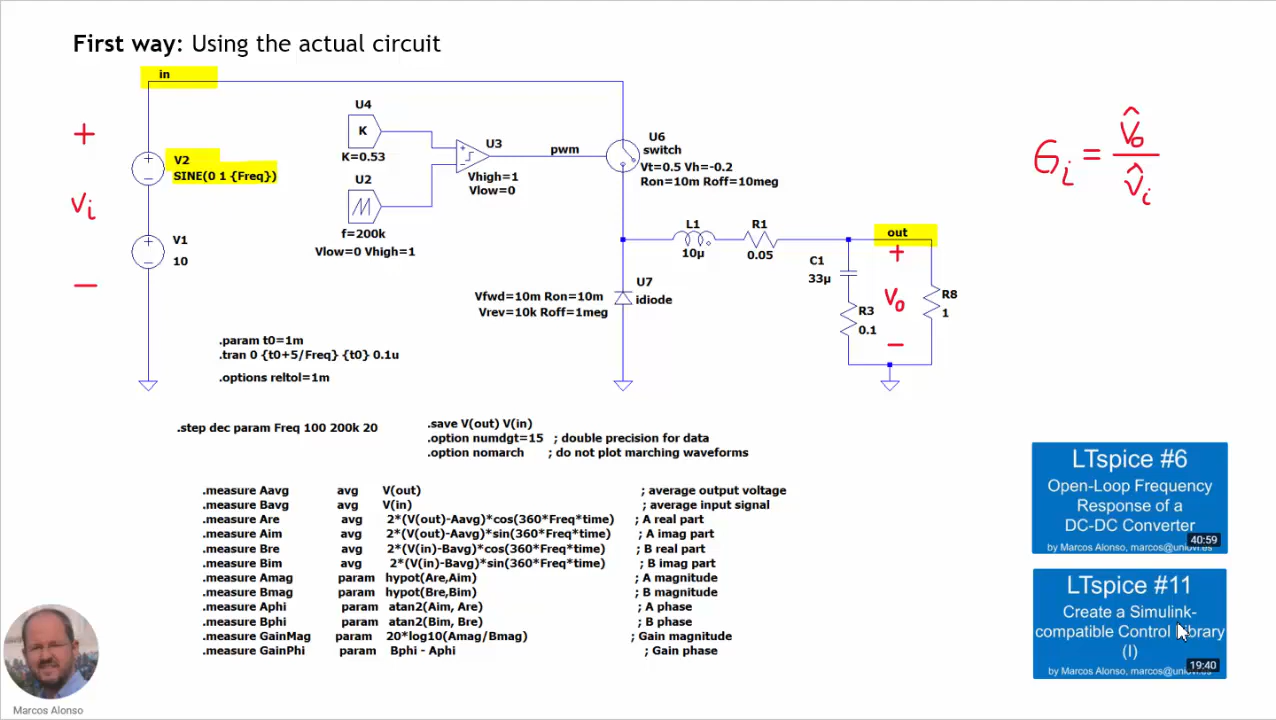 First way: Using the actual circuit
in
U4
K
K=0.53
U3
Vhigh=1
Vlow=0
pwm
U6
switch
Vt=0.5 Vh=-0.2
Ron=10m Roff=10meg
V2
SINE(0 1 {Freq})
U2
f=200k
Vlow=0 Vhigh=1
+
vi
−
V1
10
L1
10µ
R1
0.05
out
+
vo
−
C1
33µ
R3
0.1
R8
1
U7
idiode
Vfwd=10m Ron=10m
Vrev=10k Roff=1meg
Gi = v̂o / v̂i
.param t0=1m
.tran 0 {t0+5/Freq} {t0} 0.1u
.options reltol=1m
.step dec param Freq 100 200k 20
.save V(out) V(in)
.option numdgt=15 ; double precision for data
.option nomarch ; do not plot marching waveforms
.measure Aavg avg V(out) ; average output voltage
.measure Bavg avg V(in) ; average input signal
.measure Are avg 2*(V(out)-Aavg)*cos(360*Freq*time) ; A real part
.measure Aim avg 2*(V(out)-Aavg)*sin(360*Freq*time) ; A imag part
.measure Bre avg 2*(V(in)-Bavg)*cos(360*Freq*time) ; B real part
.measure Bim avg 2*(V(in)-Bavg)*sin(360*Freq*time) ; B imag part
.measure Amag param hypot(Are,Aim) ; A magnitude
.measure Bmag param hypot(Bre,Bim) ; B magnitude
.measure Aphi param atan2(Aim, Are) ; A phase
.measure Bphi param atan2(Bim, Bre) ; B phase
.measure GainMag param 20*log10(Amag/Bmag) ; Gain magnitude
.measure GainPhi param Bphi - Aphi ; Gain phase
LTspice #6
Open-Loop Frequency
Response of a
DC-DC Converter
40:59
by Marcos Alonso, marcos@uniovi.es
LTspice #11
Create a Simulink-
compatible Control Library
(I)
19:40
by Marcos Alonso, marcos@uniovi.es
Marcos Alonso